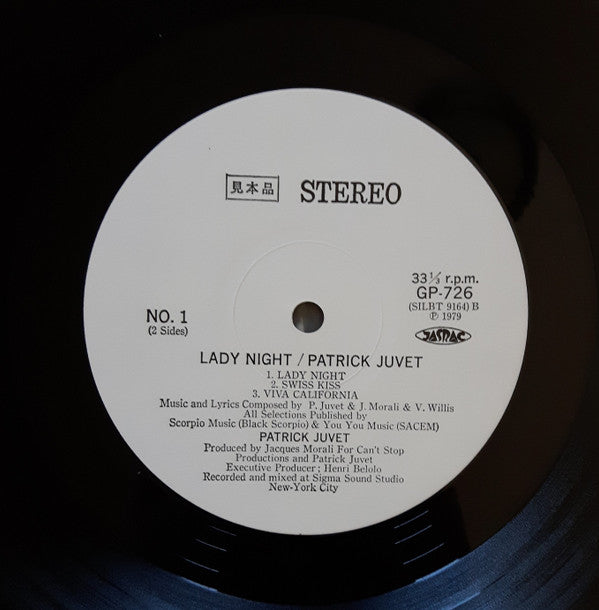 見本品 STEREO
33⅓ r.p.m.
GP-726
(SILBT 9164) B
℗ 1979
JASRAC
NO. 1
(2 Sides)
LADY NIGHT / PATRICK JUVET
1. LADY NIGHT
2. SWISS KISS
3. VIVA CALIFORNIA
Music and Lyrics Composed by P. Juvet & J. Morali & V. Willis
All Selections Published by
Scorpio Music (Black Scorpio) & You You Music (SACEM)
PATRICK JUVET
Produced by Jacques Morali For Can't Stop
Productions and Patrick Juvet
Executive Producer; Henri Belolo
Recorded and mixed at Sigma Sound Studio
New-York City